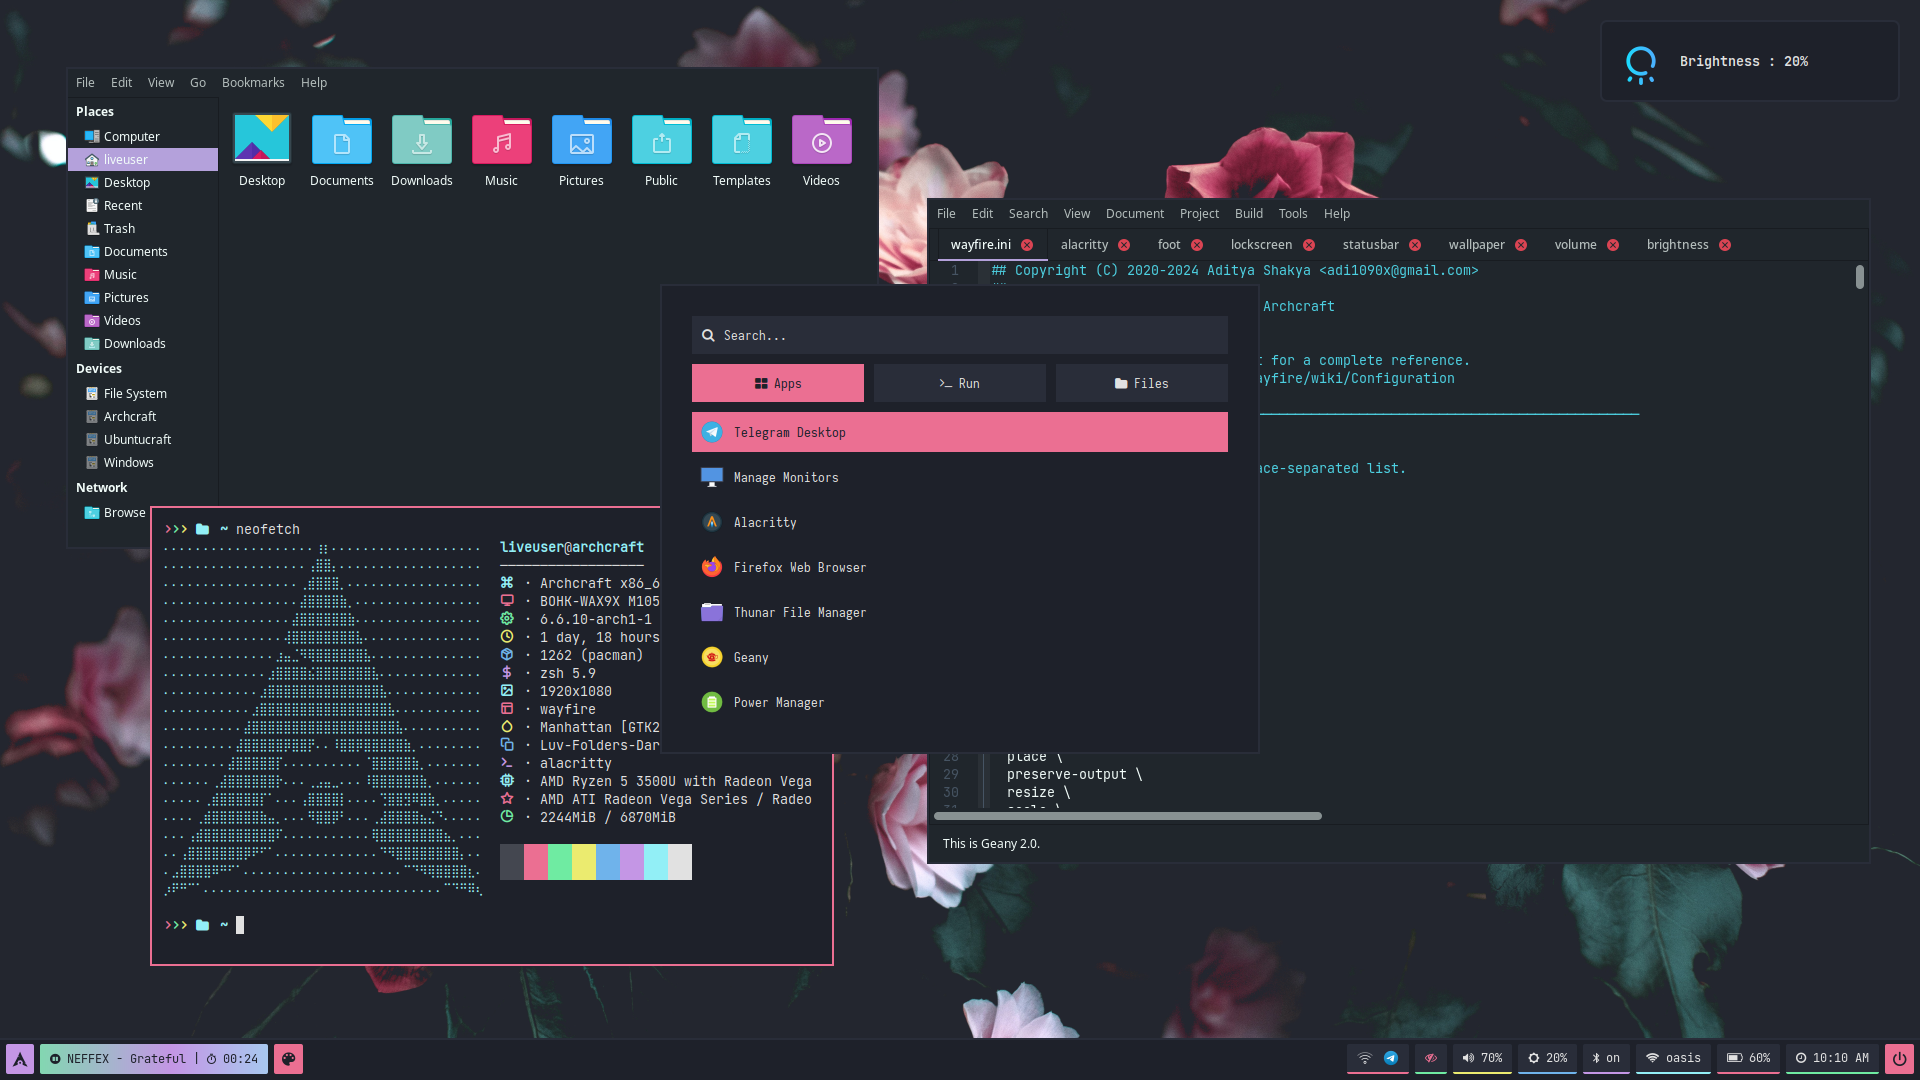 Brightness : 20%
File Edit View Go Bookmarks Help
Places
Computer
liveuser
Desktop
Recent
Trash
Documents
Music
Pictures
Videos
Downloads
Devices
File System
Archcraft
Ubuntucraft
Windows
Network
Browse
Desktop Documents Downloads Music Pictures Public Templates Videos
File Edit Search View Document Project Build Tools Help
wayfire.ini alacritty foot lockscreen statusbar wallpaper volume brightness
1 ## Copyright (C) 2020-2024 Aditya Shakya <adi1090x@gmail.com>
Archcraft
for a complete reference.
yfire/wiki/Configuration
ace-separated list.
28 place \
29 preserve-output \
30 resize \
This is Geany 2.0.
Search...
Apps Run Files
Telegram Desktop
Manage Monitors
Alacritty
Firefox Web Browser
Thunar File Manager
Geany
Power Manager
>>> ~ neofetch
liveuser@archcraft
· Archcraft x86_6
· BOHK-WAX9X M105
· 6.6.10-arch1-1
· 1 day, 18 hours
· 1262 (pacman)
· zsh 5.9
· 1920x1080
· wayfire
· Manhattan [GTK2
· Luv-Folders-Dar
· alacritty
· AMD Ryzen 5 3500U with Radeon Vega
· AMD ATI Radeon Vega Series / Radeo
· 2244MiB / 6870MiB
>>> ~
NEFFEX - Grateful | 00:24
70% 20% on oasis 60% 10:10 AM